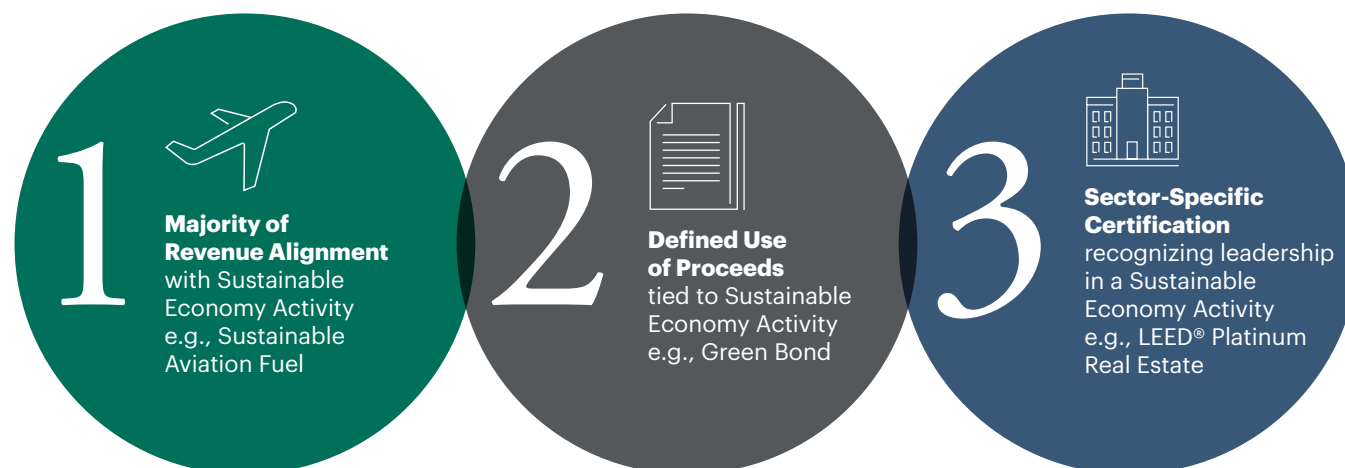 1
Majority of
Revenue Alignment
with Sustainable
Economy Activity
e.g., Sustainable
Aviation Fuel
2
Defined Use
of Proceeds
tied to Sustainable
Economy Activity
e.g., Green Bond
3
Sector-Specific
Certification
recognizing leadership
in a Sustainable
Economy Activity
e.g., LEED® Platinum
Real Estate